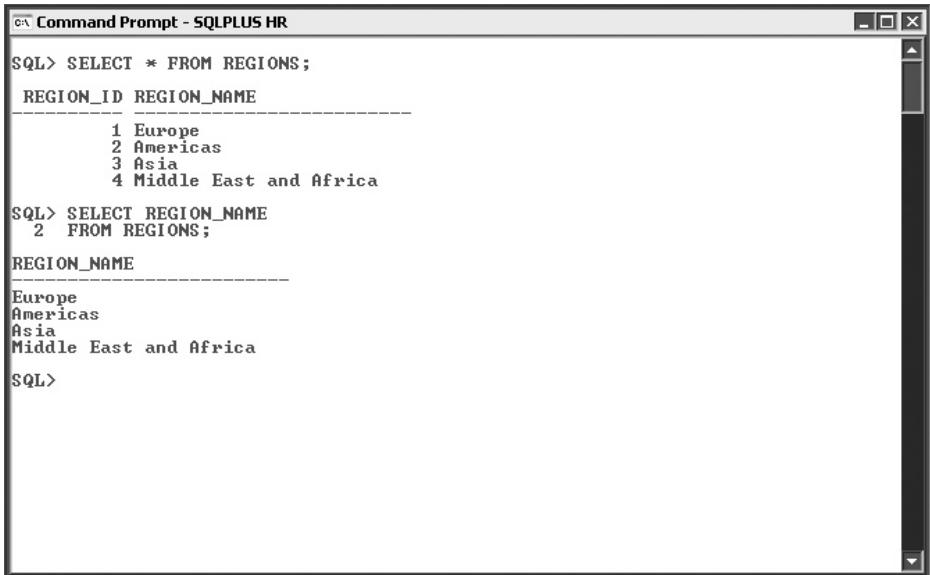 Command Prompt - SQLPLUS HR
SQL> SELECT * FROM REGIONS;
REGION_ID REGION_NAME
---------- -------------------------
1 Europe
2 Americas
3 Asia
4 Middle East and Africa
SQL> SELECT REGION_NAME
2 FROM REGIONS;
REGION_NAME
-------------------------
Europe
Americas
Asia
Middle East and Africa
SQL>